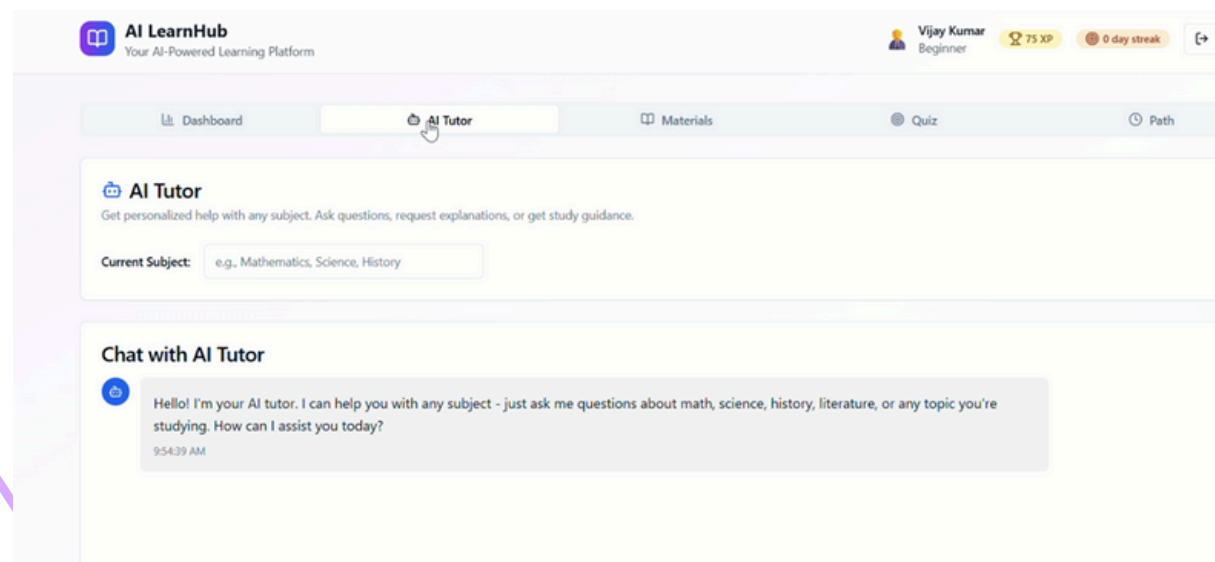 AI LearnHub
Your AI-Powered Learning Platform
Vijay Kumar
Beginner
75 XP
0 day streak
Dashboard
AI Tutor
Materials
Quiz
Path
AI Tutor
Get personalized help with any subject. Ask questions, request explanations, or get study guidance.
Current Subject:
e.g., Mathematics, Science, History
Chat with AI Tutor
Hello! I'm your AI tutor. I can help you with any subject - just ask me questions about math, science, history, literature, or any topic you're
studying. How can I assist you today?
9:54:39 AM